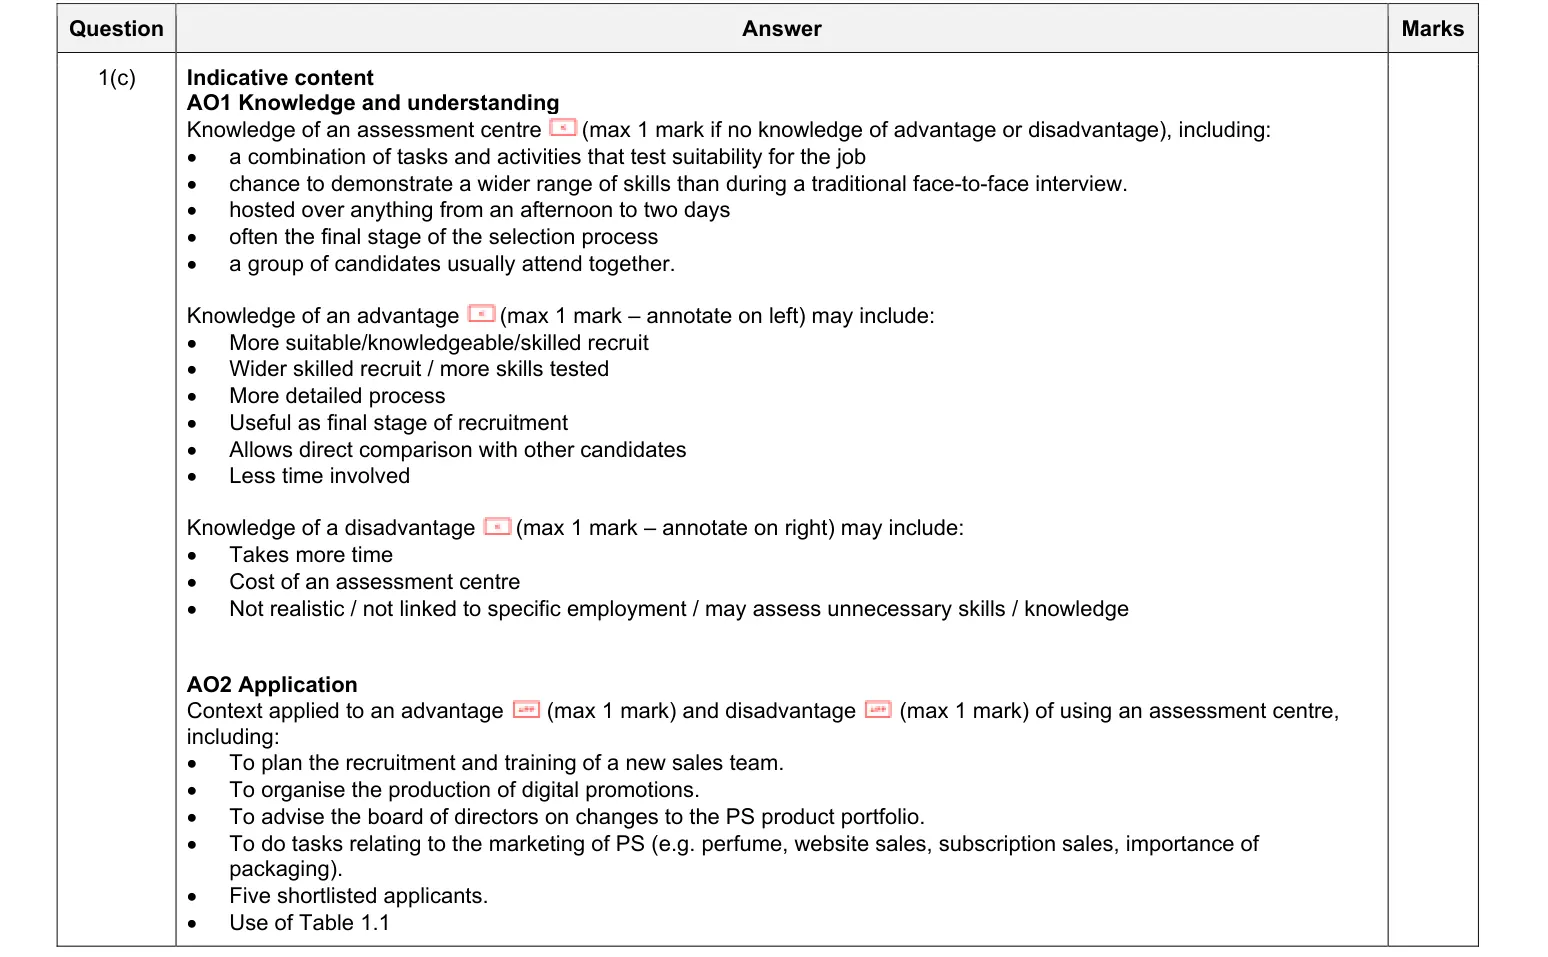 Question Answer Marks
1(c) Indicative content
AO1 Knowledge and understanding
Knowledge of an assessment centre (max 1 mark if no knowledge of advantage or disadvantage), including:
• a combination of tasks and activities that test suitability for the job
• chance to demonstrate a wider range of skills than during a traditional face-to-face interview.
• hosted over anything from an afternoon to two days
• often the final stage of the selection process
• a group of candidates usually attend together.
Knowledge of an advantage (max 1 mark – annotate on left) may include:
• More suitable/knowledgeable/skilled recruit
• Wider skilled recruit / more skills tested
• More detailed process
• Useful as final stage of recruitment
• Allows direct comparison with other candidates
• Less time involved
Knowledge of a disadvantage (max 1 mark – annotate on right) may include:
• Takes more time
• Cost of an assessment centre
• Not realistic / not linked to specific employment / may assess unnecessary skills / knowledge
AO2 Application
Context applied to an advantage (max 1 mark) and disadvantage (max 1 mark) of using an assessment centre,
including:
• To plan the recruitment and training of a new sales team.
• To organise the production of digital promotions.
• To advise the board of directors on changes to the PS product portfolio.
• To do tasks relating to the marketing of PS (e.g. perfume, website sales, subscription sales, importance of
packaging).
• Five shortlisted applicants.
• Use of Table 1.1